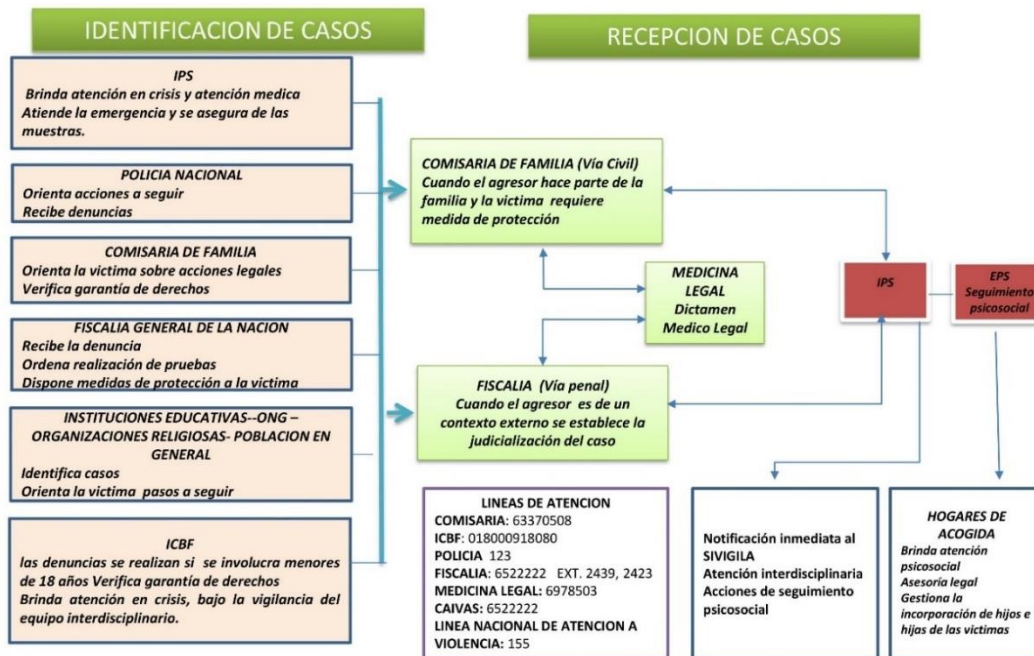 IDENTIFICACION DE CASOS
RECEPCION DE CASOS
IPS
Brinda atención en crisis y atención medica
Atiende la emergencia y se asegura de las
muestras.
POLICIA NACIONAL
Orienta acciones a seguir
Recibe denuncias
COMISARIA DE FAMILIA
Orienta la victima sobre acciones legales
Verifica garantía de derechos
FISCALIA GENERAL DE LA NACION
Recibe la denuncia
Ordena realización de pruebas
Dispone medidas de protección a la victima
INSTITUCIONES EDUCATIVAS--ONG –
ORGANIZACIONES RELIGIOSAS- POBLACION EN
GENERAL
Identifica casos
Orienta la victima pasos a seguir
ICBF
las denuncias se realizan si se involucra menores
de 18 años Verifica garantía de derechos
Brinda atención en crisis, bajo la vigilancia del
equipo interdisciplinario.
COMISARIA DE FAMILIA (Vía Civil)
Cuando el agresor hace parte de la
familia y la victima requiere
medida de protección
MEDICINA
LEGAL
Dictamen
Medico Legal
FISCALIA (Vía penal)
Cuando el agresor es de un
contexto externo se establece la
judicialización del caso
IPS
EPS
Seguimiento
psicosocial
LINEAS DE ATENCION
COMISARIA: 63370508
ICBF: 018000918080
POLICIA 123
FISCALIA: 6522222 EXT. 2439, 2423
MEDICINA LEGAL: 6978503
CAIVAS: 6522222
LINEA NACIONAL DE ATENCION A
VIOLENCIA: 155
Notificación inmediata al
SIVIGILA
Atención interdisciplinaria
Acciones de seguimiento
psicosocial
HOGARES DE
ACOGIDA
Brinda atención
psicosocial
Asesoría legal
Gestiona la
incorporación de hijos e
hijas de las victimas